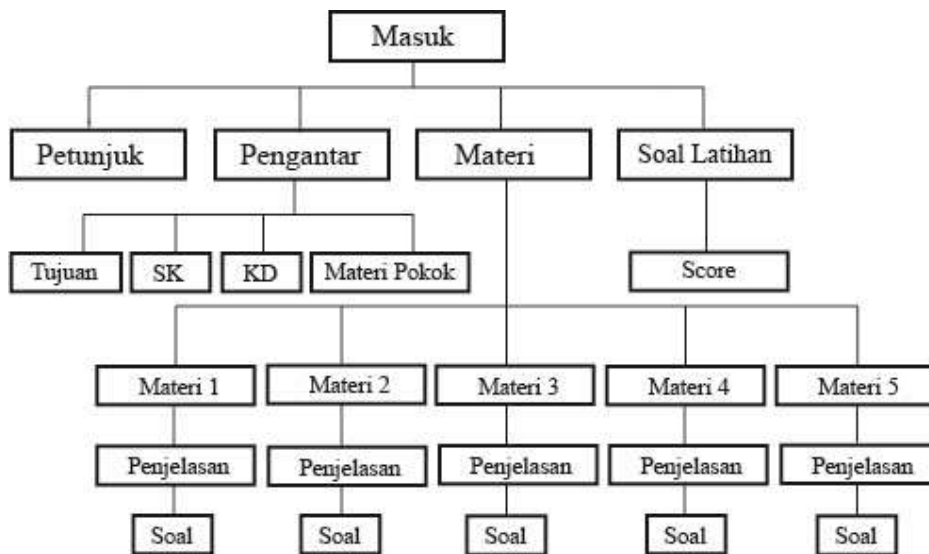 Masuk
Petunjuk
Pengantar
Materi
Soal Latihan
Tujuan
SK
KD
Materi Pokok
Score
Materi 1
Materi 2
Materi 3
Materi 4
Materi 5
Penjelasan
Penjelasan
Penjelasan
Penjelasan
Penjelasan
Soal
Soal
Soal
Soal
Soal